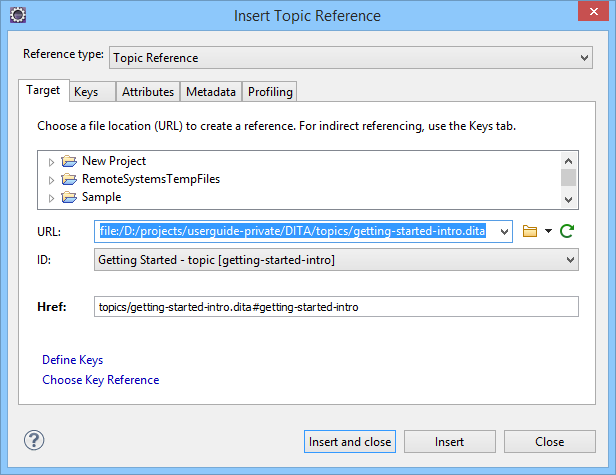 Insert Topic Reference
Reference type: Topic Reference
Target Keys Attributes Metadata Profiling
Choose a file location (URL) to create a reference. For indirect referencing, use the Keys tab.
New Project
RemoteSystemsTempFiles
Sample
URL: file:/D:/projects/userguide-private/DITA/topics/getting-started-intro.dita
ID: Getting Started - topic [getting-started-intro]
Href: topics/getting-started-intro.dita#getting-started-intro
Define Keys
Choose Key Reference
? Insert and close Insert Close